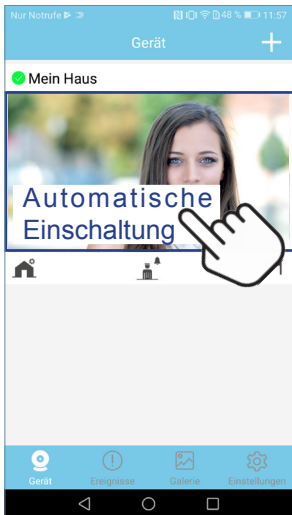 Nur Notrufe 48 % 11:57
Gerät
Mein Haus
Automatische
Einschaltung
Gerät Ereignisse Galerie Einstellungen